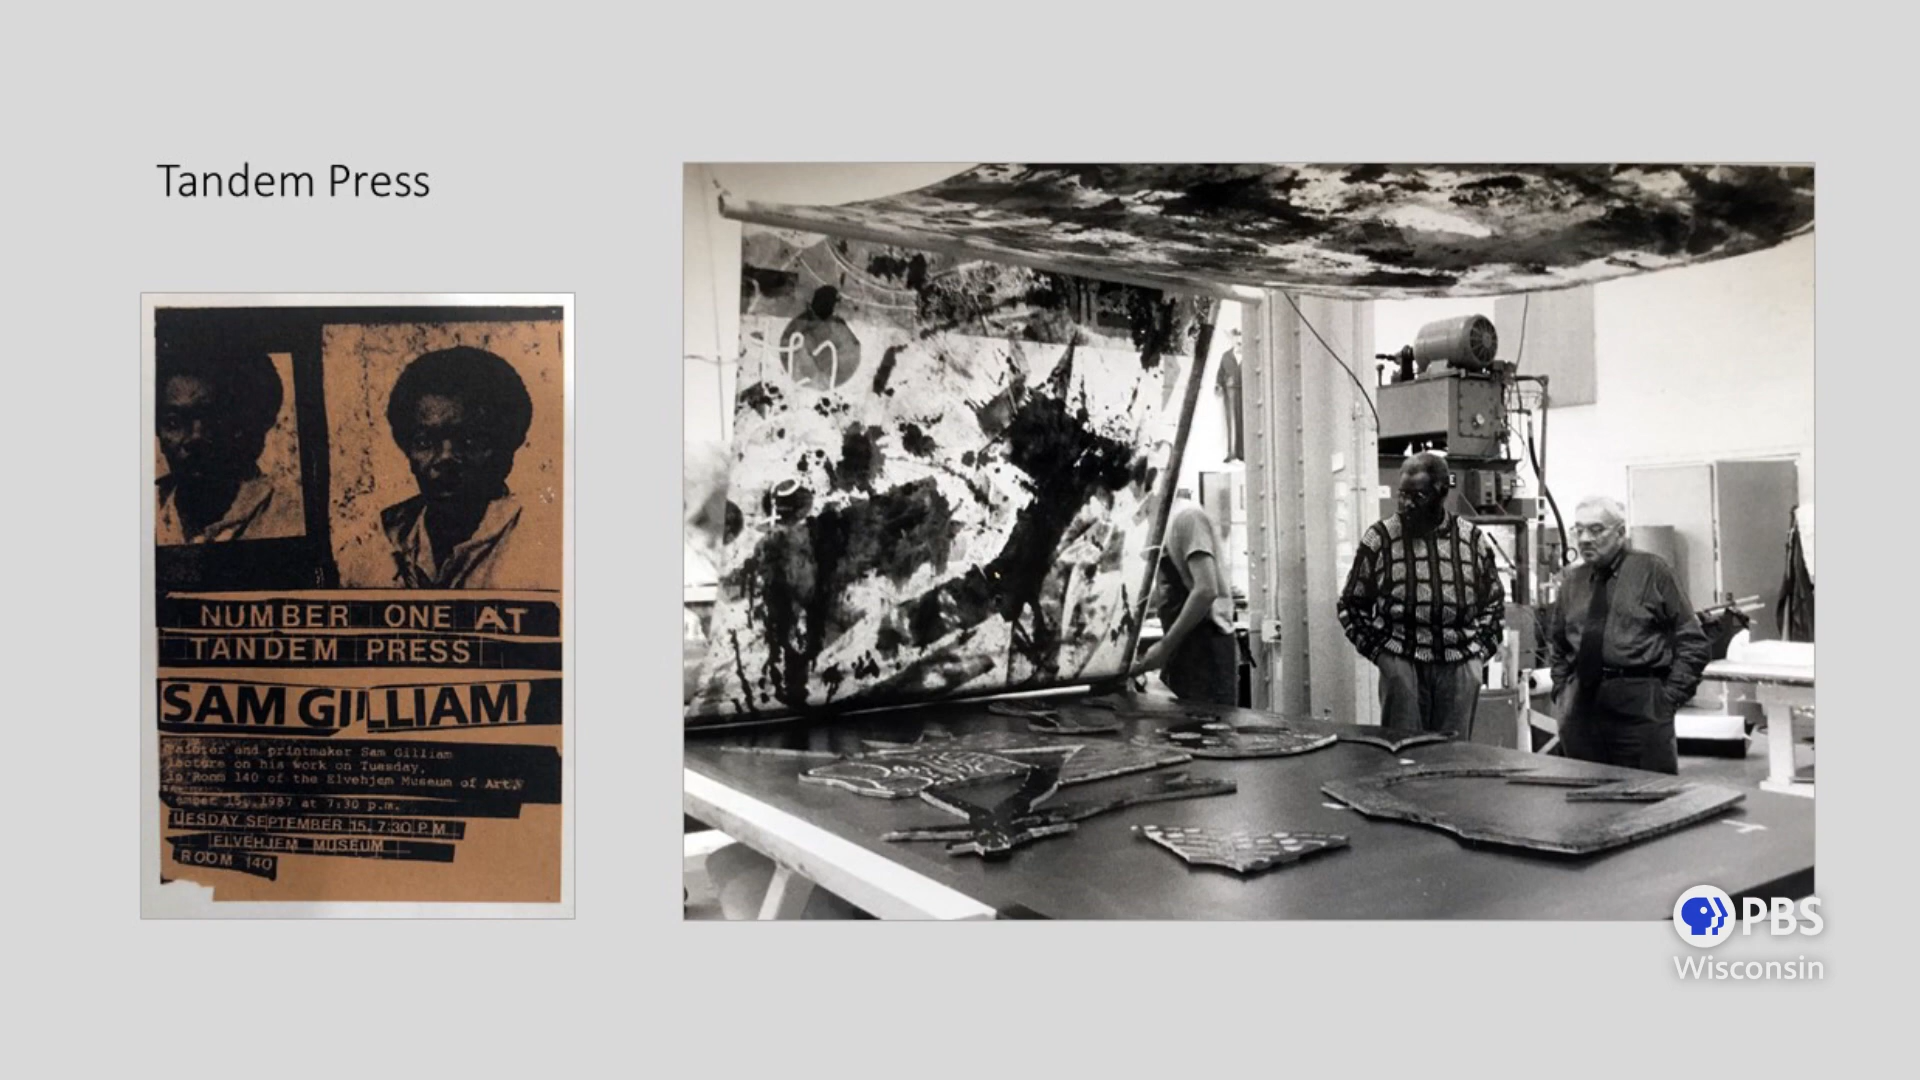 Tandem Press
NUMBER ONE AT
TANDEM PRESS
SAM GILLIAM
painter and printmaker Sam Gilliam
lecture on his work on Tuesday,
in Room 140 of the Elvehjem Museum of Art
1987 at 7:30 p.m.
TUESDAY SEPTEMBER 15, 7:30 P M
ELVEHJEM MUSEUM
ROOM 140
PBS
Wisconsin